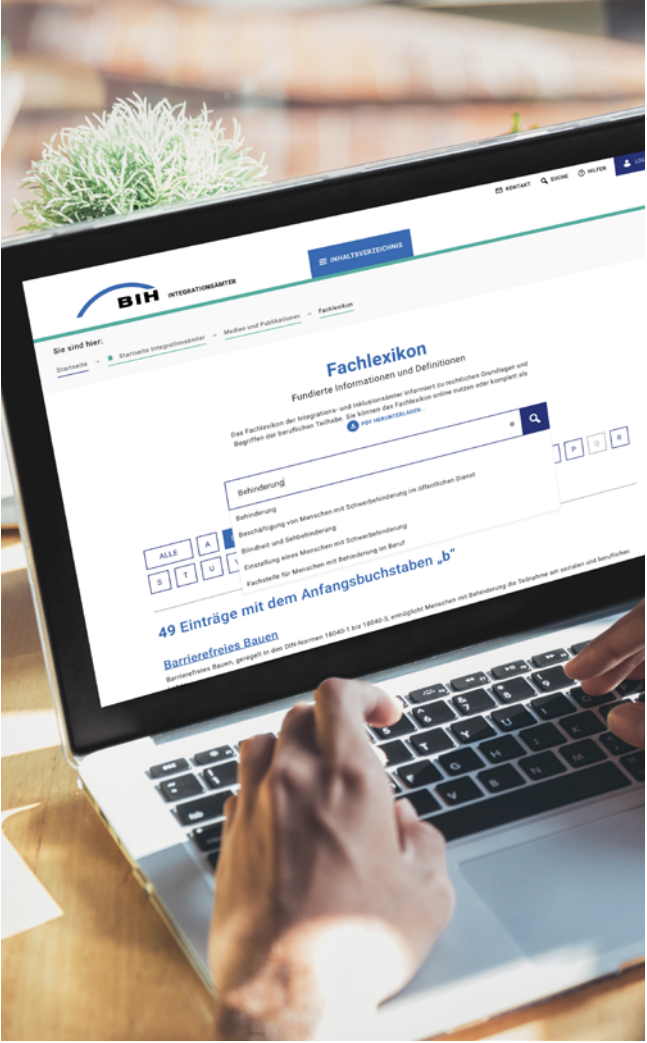 KONTAKT
SUCHE
HILFEN
BIH INTEGRATIONSÄMTER
INHALTSVERZEICHNIS
Sie sind hier:
Startseite → Startseite Integrationsämter → Medien und Publikationen → Fachlexikon
Fachlexikon
Fundierte Informationen und Definitionen
Das Fachlexikon der Integrations- und Inklusionsämter informiert zu rechtlichen Grundlagen und
Begriffen der beruflichen Teilhabe. Sie können das Fachlexikon online nutzen oder komplett als
PDF HERUNTERLADEN.
Behinderung
Behinderung
Beschäftigung von Menschen mit Schwerbehinderung im öffentlichen Dienst
Blindheit und Sehbehinderung
Einstellung eines Menschen mit Schwerbehinderung
Fachstelle für Menschen mit Behinderung im Beruf
ALLE A P Q R
S T U
49 Einträge mit dem Anfangsbuchstaben „b“
Barrierefreies Bauen
Barrierefreies Bauen, geregelt in den DIN-Normen 18040-1 bis 18040-3, ermöglicht Menschen mit Behinderung die Teilnahme am sozialen und beruflichen